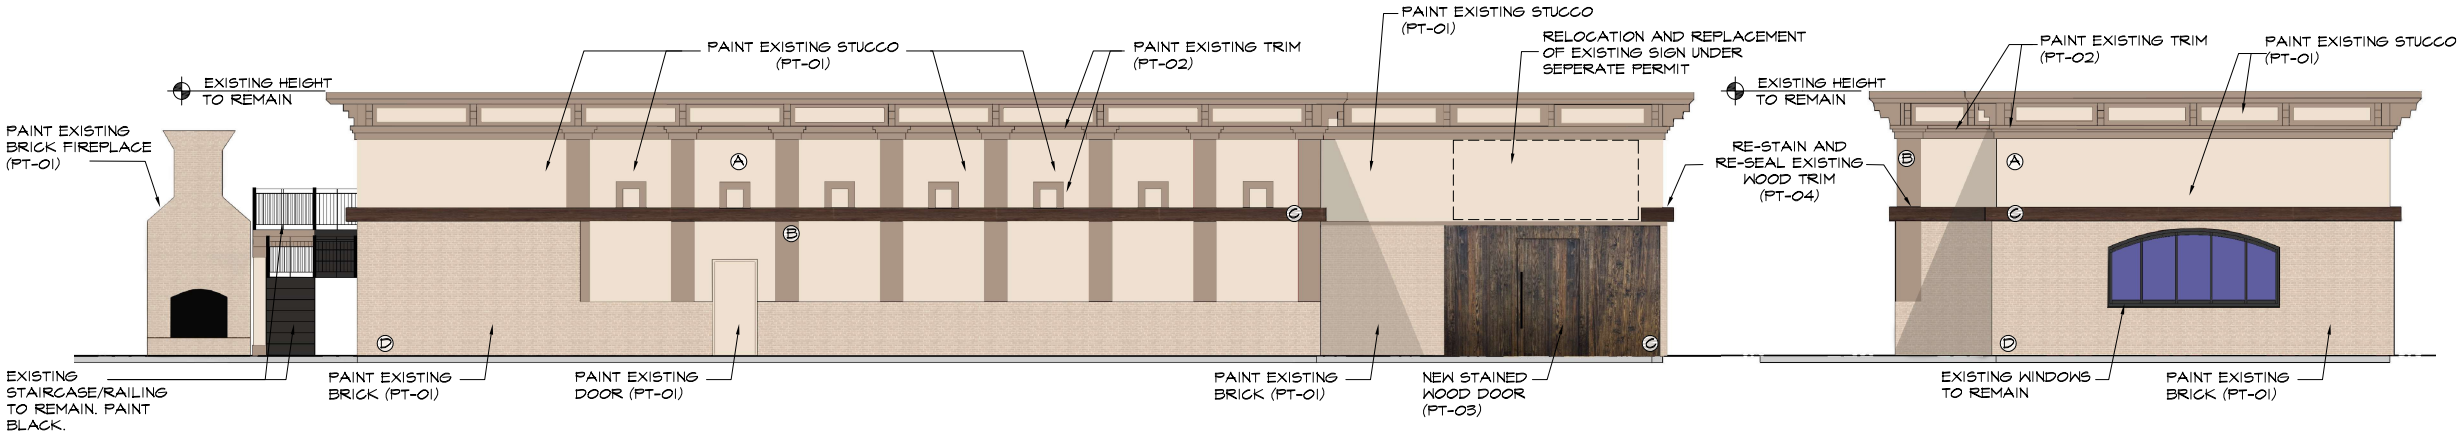 PAINT EXISTING STUCCO
(PT-01)
RELOCATION AND REPLACEMENT
OF EXISTING SIGN UNDER
SEPERATE PERMIT
PAINT EXISTING STUCCO
(PT-01)
PAINT EXISTING TRIM
(PT-02)
PAINT EXISTING TRIM
(PT-02)
PAINT EXISTING STUCCO
(PT-01)
EXISTING HEIGHT
TO REMAIN
EXISTING HEIGHT
TO REMAIN
PAINT EXISTING
BRICK FIREPLACE
(PT-01)
RE-STAIN AND
RE-SEAL EXISTING
WOOD TRIM
(PT-04)
A
B
A
C
C
B
D
C
D
EXISTING
STAIRCASE/RAILING
TO REMAIN. PAINT
BLACK.
PAINT EXISTING
BRICK (PT-01)
PAINT EXISTING
DOOR (PT-01)
PAINT EXISTING
BRICK (PT-01)
NEW STAINED
WOOD DOOR
(PT-03)
EXISTING WINDOWS
TO REMAIN
PAINT EXISTING
BRICK (PT-01)